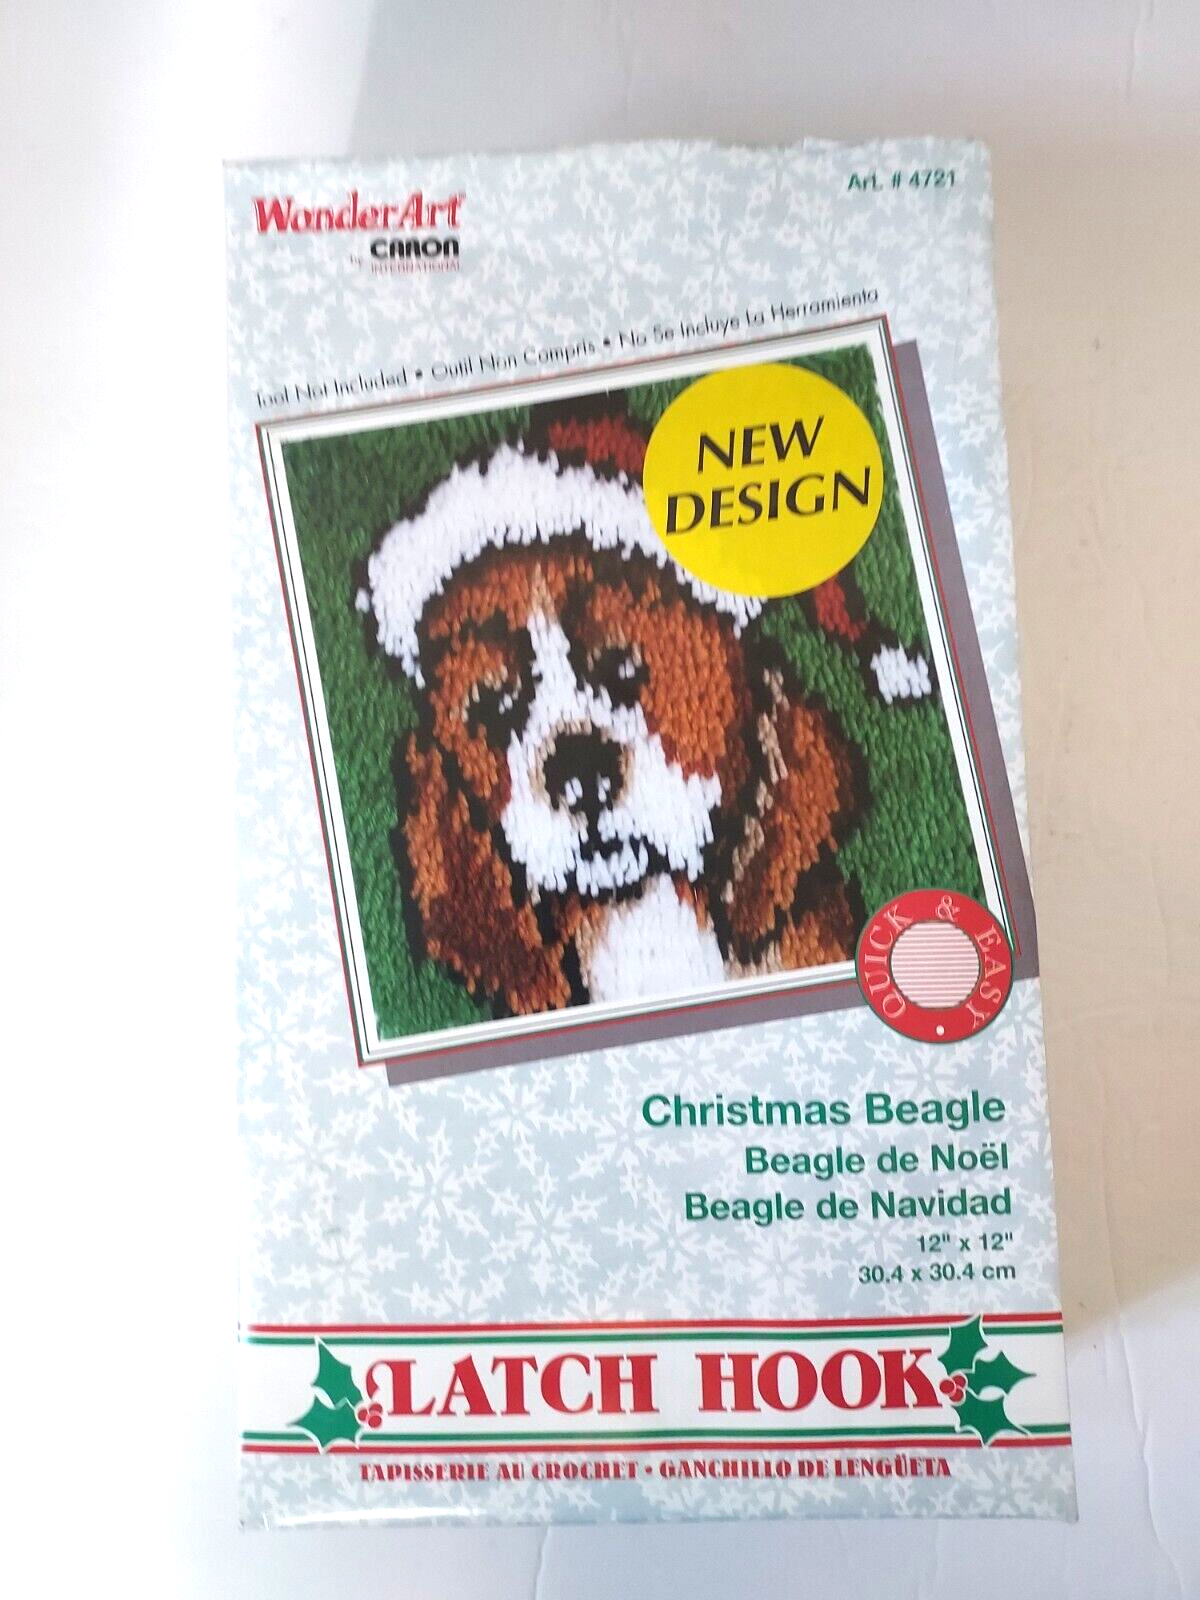 WonderArt
by CARON
INTERNATIONAL
Art. # 4721
Tool Not Included • Outil Non Compris • No Se Incluye La Herramienta
NEW
DESIGN
QUICK & EASY •
Christmas Beagle
Beagle de Noël
Beagle de Navidad
12" x 12"
30.4 x 30.4 cm
LATCH HOOK
TAPISSERIE AU CROCHET • GANCHILLO DE LENGÜETA